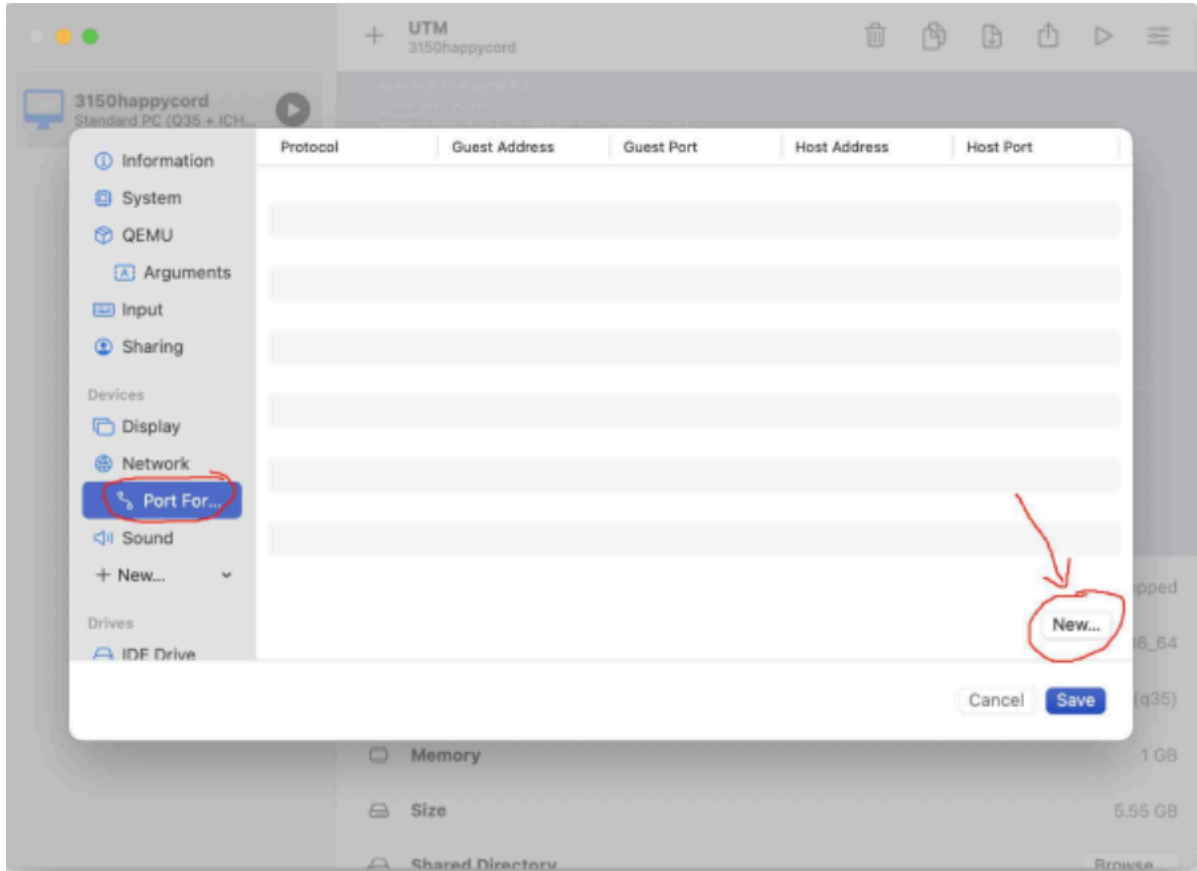 UTM
3150happycord
3150happycord
Standard PC (Q35 + ICH...
Information
System
QEMU
Arguments
Input
Sharing
Devices
Display
Network
Port For...
Sound
+ New...
Drives
IDE Drive
Protocol
Guest Address
Guest Port
Host Address
Host Port
New...
Cancel
Save
opped
(q35)
Memory
1 GB
Size
5.55 GB
Shared Directory
Browse...